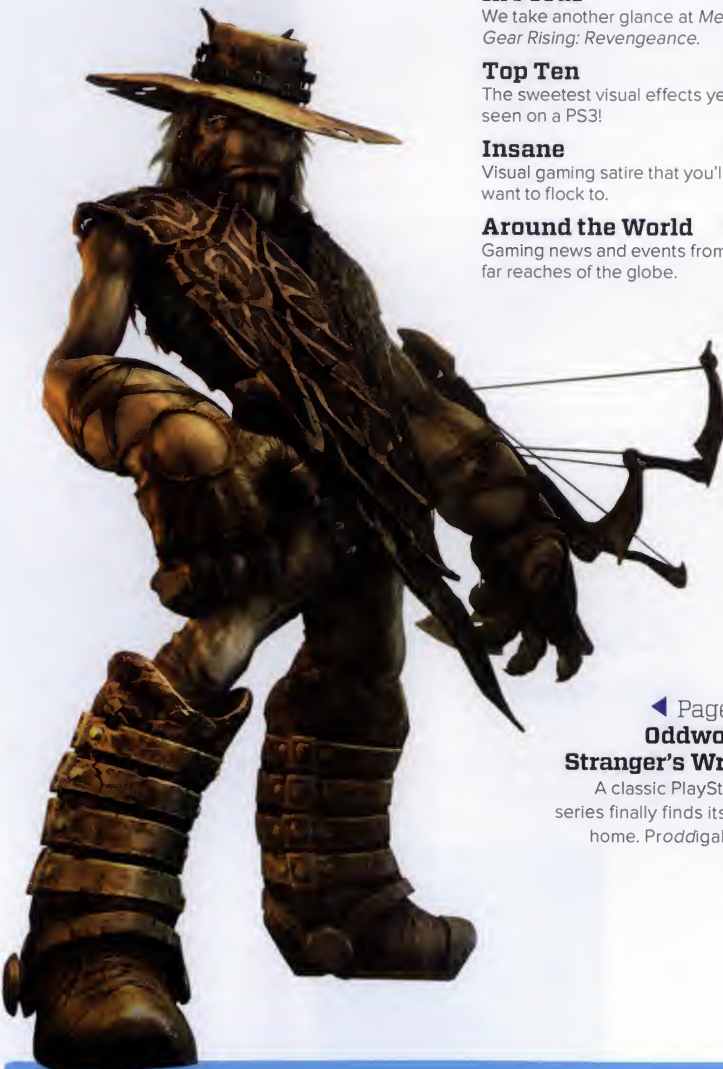 We take another glance at Me
Gear Rising: Revengeance.
Top Ten
The sweetest visual effects ye
seen on a PS3!
Insane
Visual gaming satire that you'l
want to flock to.
Around the World
Gaming news and events from
far reaches of the globe.
◀ Page
Oddwo
Stranger's Wr
A classic PlaySt
series finally finds its
home. Proddigal